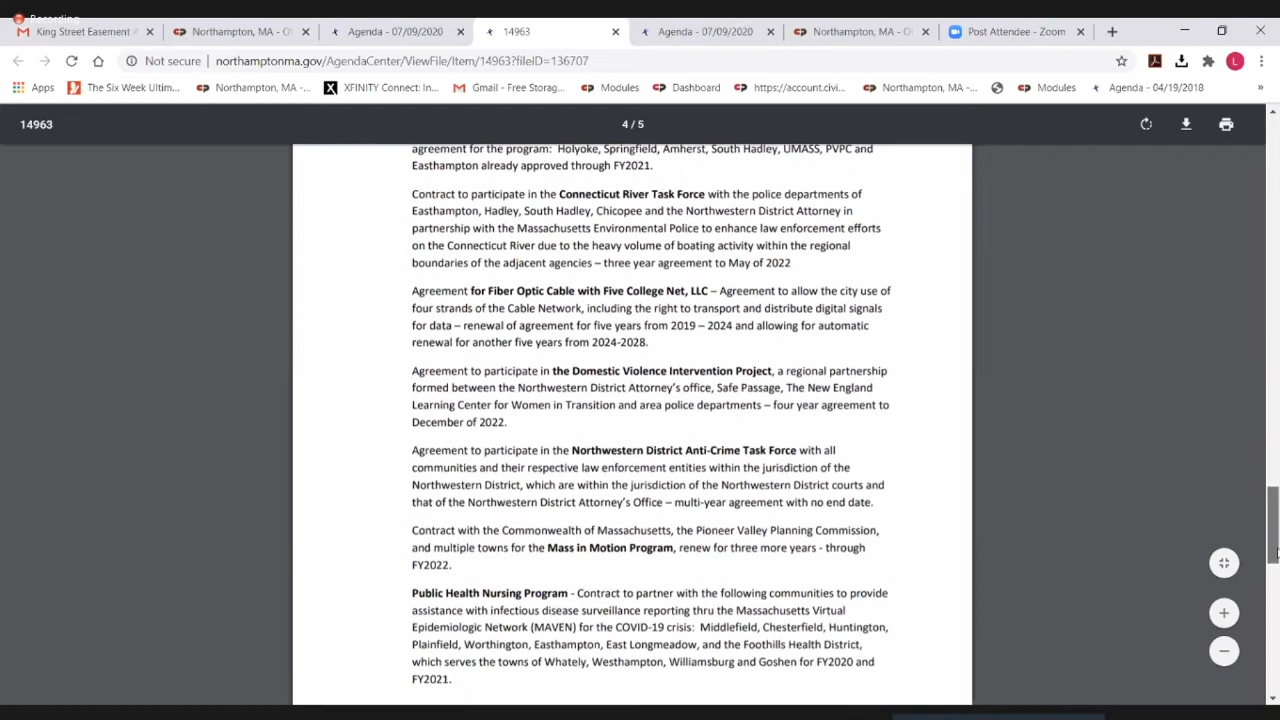 Recording
King Street Easement
Northampton, MA - O
Agenda - 07/09/2020
14963
Agenda - 07/09/2020
Northampton, MA - O
Post Attendee - Zoom
Not secure
northamptonma.gov/AgendaCenter/ViewFile/Item/14963?fileID=136707
L
Apps
The Six Week Ultim...
Northampton, MA -...
XFINITY Connect: In...
Gmail - Free Storag...
Modules
Dashboard
https://account.civi...
Northampton, MA -...
Modules
Agenda - 04/19/2018
»
14963
4 / 5
agreement for the program: Holyoke, Springfield, Amherst, South Hadley, UMASS, PVPC and
Easthampton already approved through FY2021.
Contract to participate in the Connecticut River Task Force with the police departments of
Easthampton, Hadley, South Hadley, Chicopee and the Northwestern District Attorney in
partnership with the Massachusetts Environmental Police to enhance law enforcement efforts
on the Connecticut River due to the heavy volume of boating activity within the regional
boundaries of the adjacent agencies – three year agreement to May of 2022
Agreement for Fiber Optic Cable with Five College Net, LLC – Agreement to allow the city use of
four strands of the Cable Network, including the right to transport and distribute digital signals
for data – renewal of agreement for five years from 2019 – 2024 and allowing for automatic
renewal for another five years from 2024-2028.
Agreement to participate in the Domestic Violence Intervention Project, a regional partnership
formed between the Northwestern District Attorney's office, Safe Passage, The New England
Learning Center for Women in Transition and area police departments – four year agreement to
December of 2022.
Agreement to participate in the Northwestern District Anti-Crime Task Force with all
communities and their respective law enforcement entities within the jurisdiction of the
Northwestern District, which are within the jurisdiction of the Northwestern District courts and
that of the Northwestern District Attorney's Office – multi-year agreement with no end date.
Contract with the Commonwealth of Massachusetts, the Pioneer Valley Planning Commission,
and multiple towns for the Mass in Motion Program, renew for three more years - through
FY2022.
Public Health Nursing Program - Contract to partner with the following communities to provide
assistance with infectious disease surveillance reporting thru the Massachusetts Virtual
Epidemiologic Network (MAVEN) for the COVID-19 crisis: Middlefield, Chesterfield, Huntington,
Plainfield, Worthington, Easthampton, East Longmeadow, and the Foothills Health District,
which serves the towns of Whately, Westhampton, Williamsburg and Goshen for FY2020 and
FY2021.